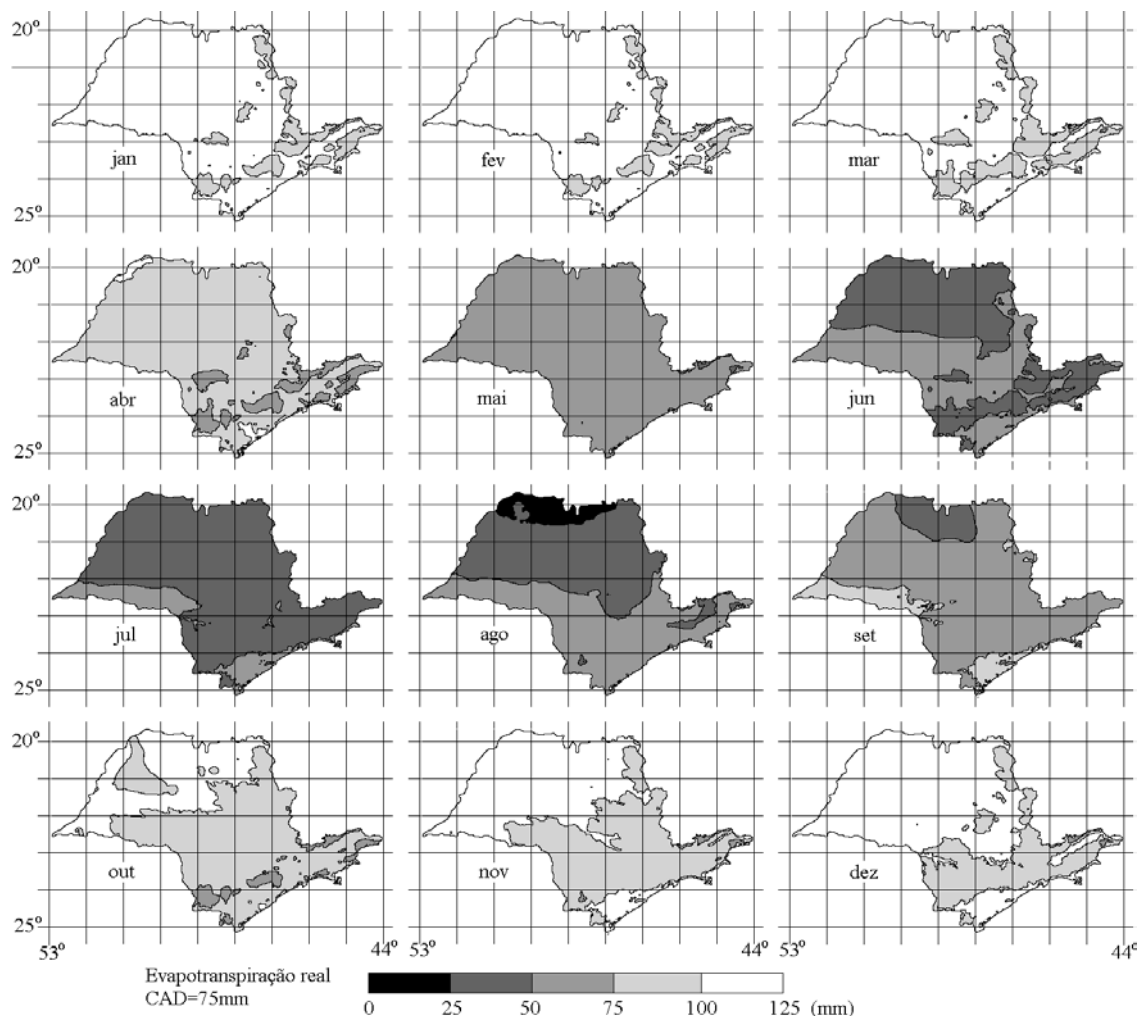 20°
25°
jan
fev
mar
20°
25°
abr
mai
jun
20°
25°
jul
ago
set
20°
25°
out
nov
dez
53°
44°
53°
44°
53°
44°
Evapotranspiração real
CAD=75mm
0 25 50 75 100 125 (mm)